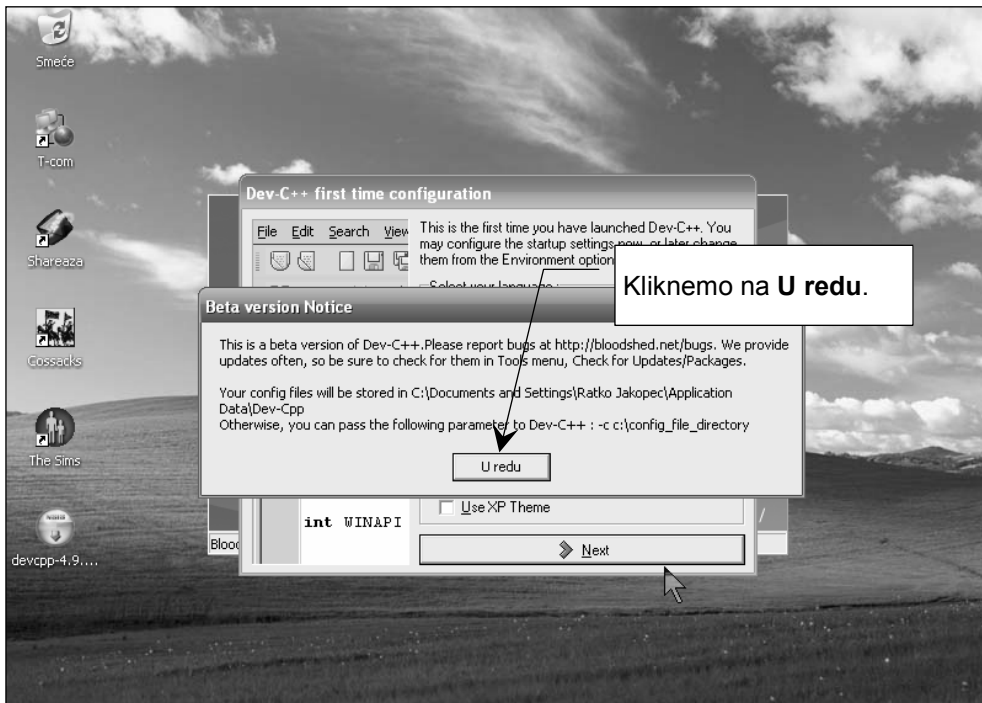 Smeće
T-com
Shareaza
Cossacks
The Sims
devcpp-4.9....
Dev-C++ first time configuration
File Edit Search View
This is the first time you have launched Dev-C++. You
may configure the startup settings now, or later change
them from the Environment option
Select your language :
Kliknemo na U redu.
Beta version Notice
This is a beta version of Dev-C++.Please report bugs at http://bloodshed.net/bugs. We provide
updates often, so be sure to check for them in Tools menu, Check for Updates/Packages.
Your config files will be stored in C:\Documents and Settings\Ratko Jakopec\Application
Data\Dev-Cpp
Otherwise, you can pass the following parameter to Dev-C++ : -c c:\config_file_directory
U redu
int WINAPI
Use XP Theme
Blood
Next